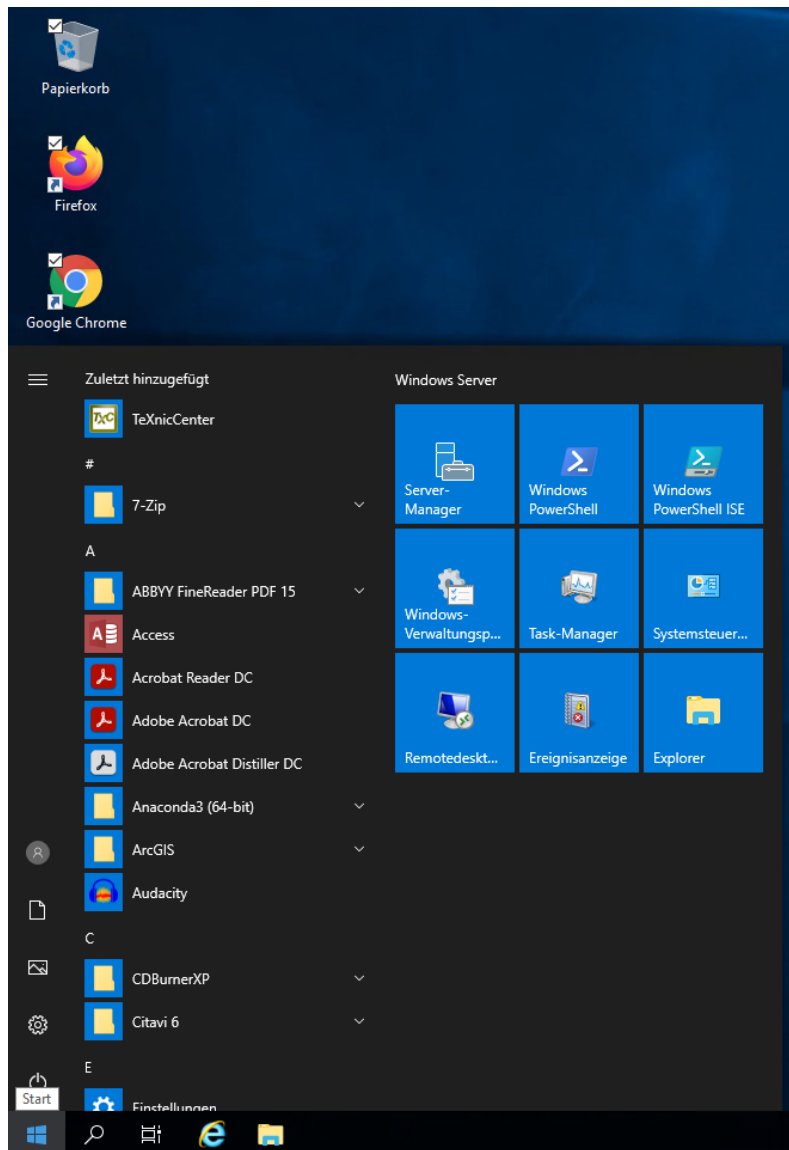 Papierkorb
Firefox
Google Chrome
Zuletzt hinzugefügt
TeXnicCenter
#
7-Zip
A
ABBYY FineReader PDF 15
Access
Acrobat Reader DC
Adobe Acrobat DC
Adobe Acrobat Distiller DC
Anaconda3 (64-bit)
ArcGIS
Audacity
C
CDBurnerXP
Citavi 6
E
Einstellungen
Windows Server
Server-
Manager
Windows
PowerShell
Windows
PowerShell ISE
Windows-
Verwaltungsp...
Task-Manager
Systemsteuer...
Remotedeskt...
Ereignisanzeige
Explorer
Start